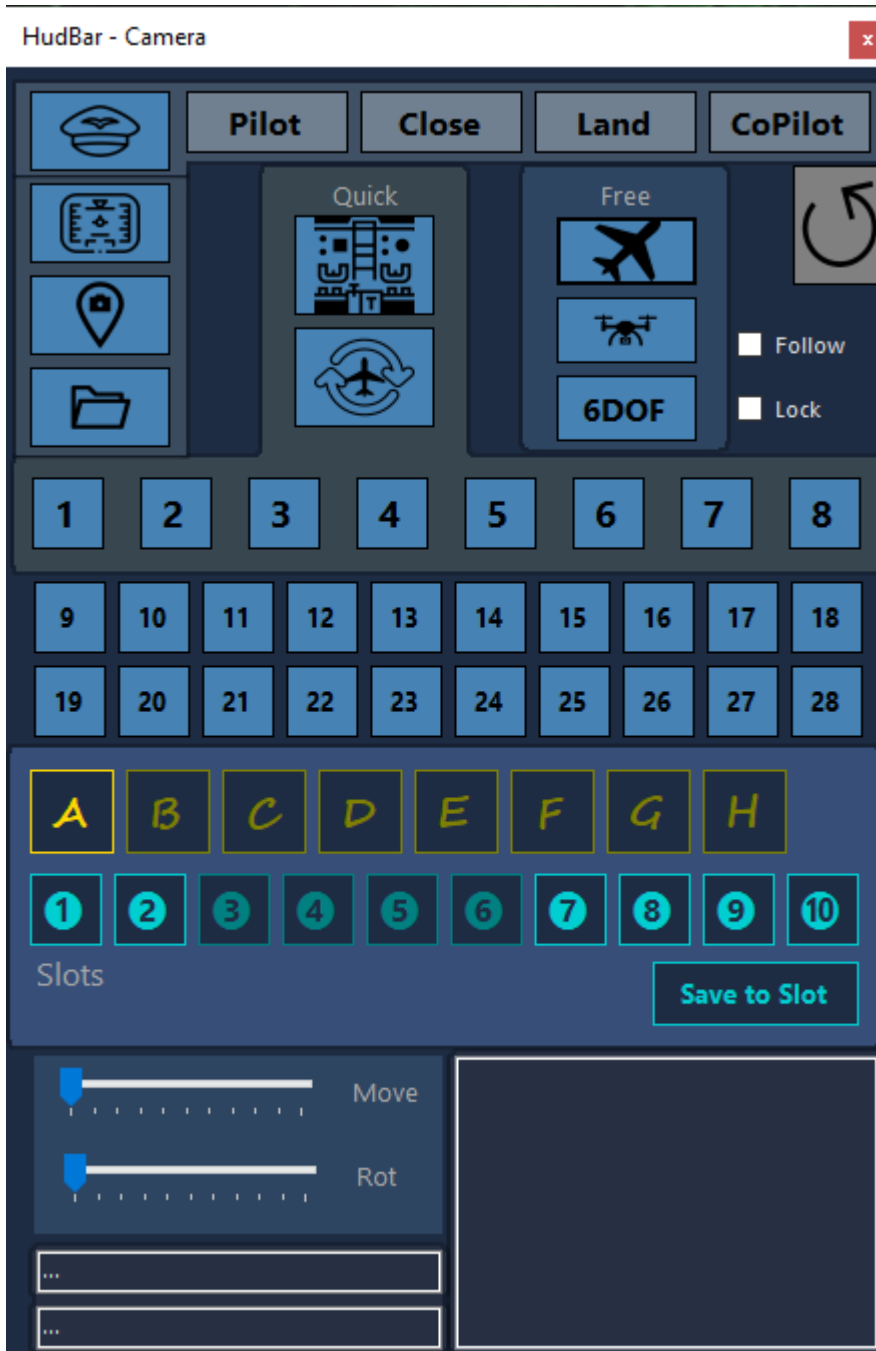 HudBar - Camera
x
Pilot Close Land CoPilot
Quick Free
T
Follow
6DOF Lock
1 2 3 4 5 6 7 8
9 10 11 12 13 14 15 16 17 18
19 20 21 22 23 24 25 26 27 28
A B C D E F G H
1 2 3 4 5 6 7 8 9 10
Slots
Save to Slot
Move
Rot
...
...